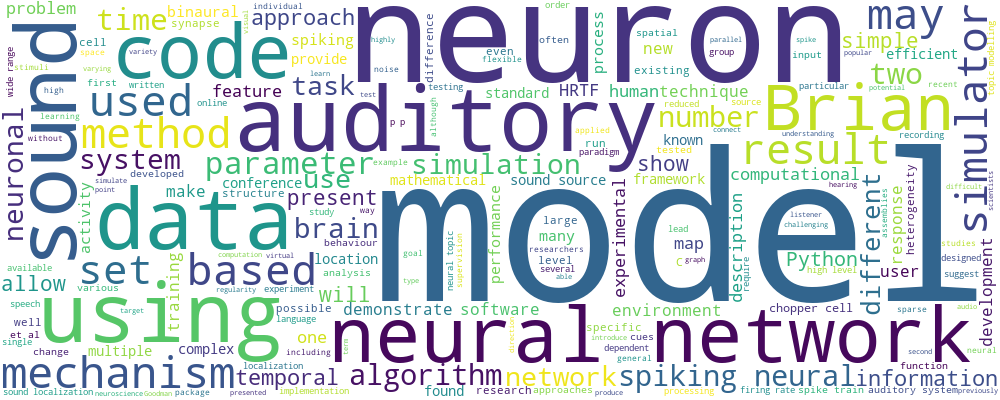 problem
time
binaural
synapse
individual
approach
code
cell
spiking
provide
neuron
difference
visual
order
often
even
flexible
highly
parallel
group
spike
popular
process
spatial
new
input
existing
may
simple
efficient
simulator
topic modelling
wide range
sound
space
variety
stimuli
varying
first
written
high
online
learning
used
feature
task
learn
noise
test
testing
standard
HRTF
human
technique
two
particular
potential
recent
without
method
auditory
p p
although
applied
paradigm
run
example
number
reduced
source
connect
Brian
understanding
recording
neuronal
system
developed
parameter
simulation
show
tested
known
result
hearing
scientists
simulate
point
activity
make
conference
structure
use
present
mathematical
sound source
framework
computational
difficult
data
study
way
brain
behaviour
performance
model
large
many
researchers
level
several
able
experimental
lead
map
C
graph
description
require
listener
challenging
Python
high level
different
response
assemblies
heterogeneity
studies
user
designed
suggest
development
available
allow
various
set
based
computation
virtual
location
analysis
goal
type
neural topic
supervision
regularity
experiment
training
will
speech
target
using
possible
language
demonstrate
software
environment
chopper cell
sparse
audio
well
et al
single
change
multiple
complex
one
including
term
neural network
direction
specific
introduce
cues
dependent
general
second
neural
function
mechanism
localization
temporal
algorithm
network
spiking neural
information
sound localization
neuroscience
Goodman
package
presented
implementation
found
research
approaches
produce
processing
firing rate
spike train
auditory system
previously